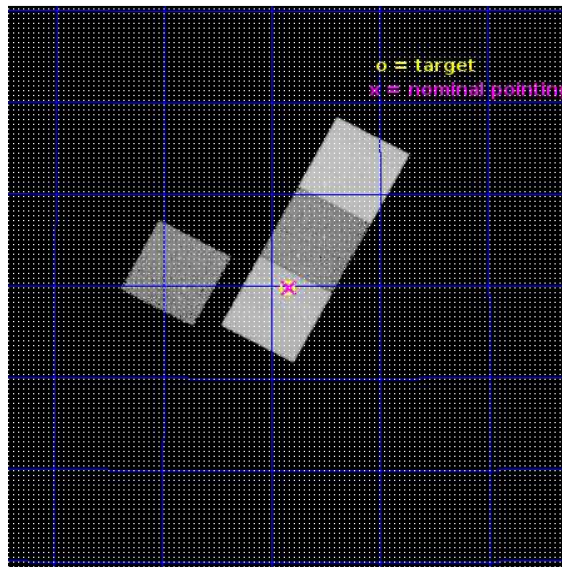 o = target
x = nominal pointing